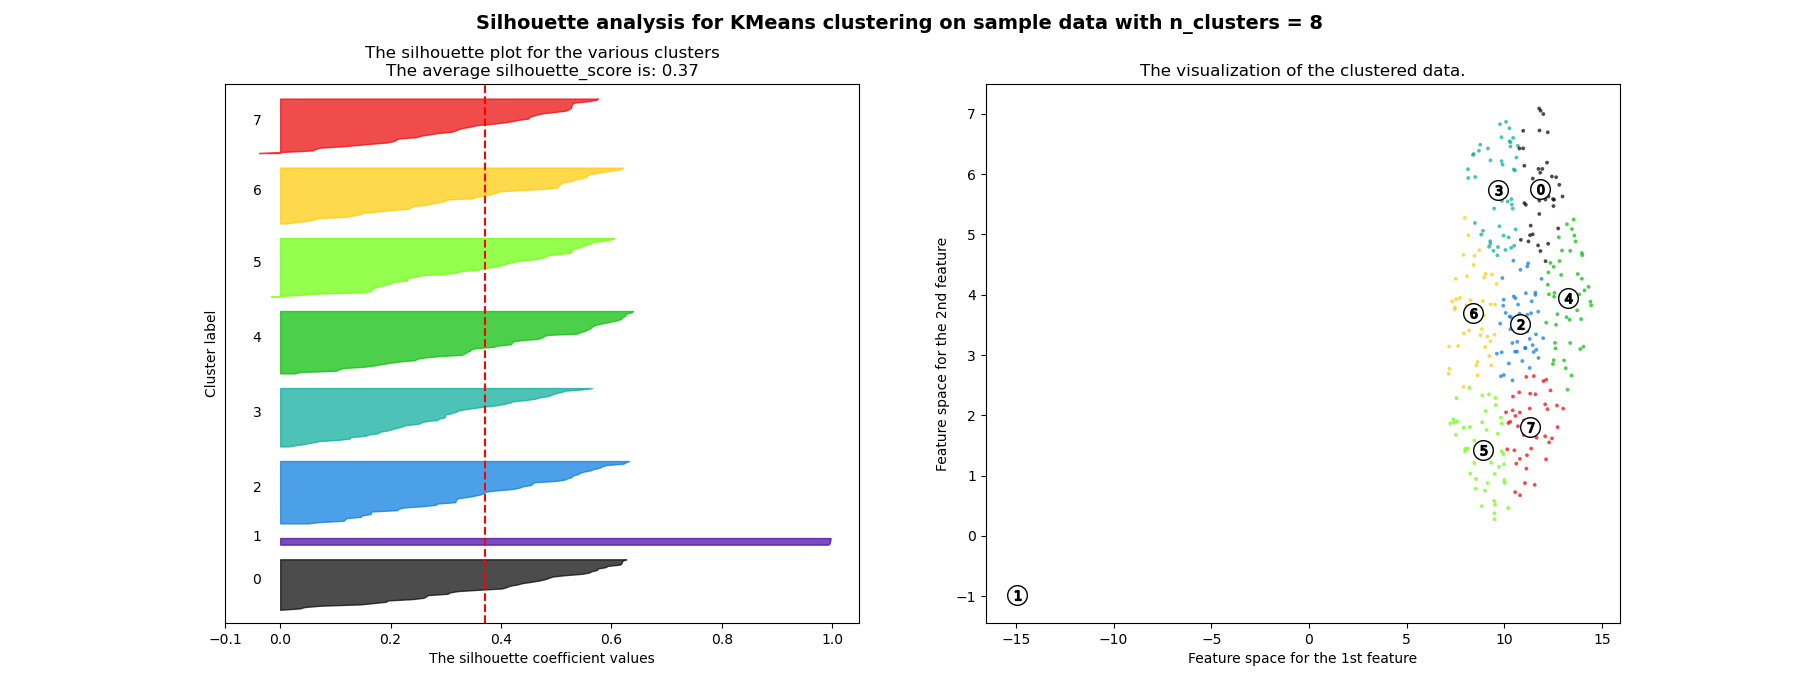 Silhouette analysis for KMeans clustering on sample data with n_clusters = 8
The silhouette plot for the various clusters
The average silhouette_score is: 0.37
Cluster label
7
6
5
4
3
2
1
0
−0.1 0.0 0.2 0.4 0.6 0.8 1.0
The silhouette coefficient values
The visualization of the clustered data.
Feature space for the 2nd feature
7
6
5
4
3
2
1
0
−1
3 0
4
6
2
7
5
1
−15 −10 −5 0 5 10 15
Feature space for the 1st feature